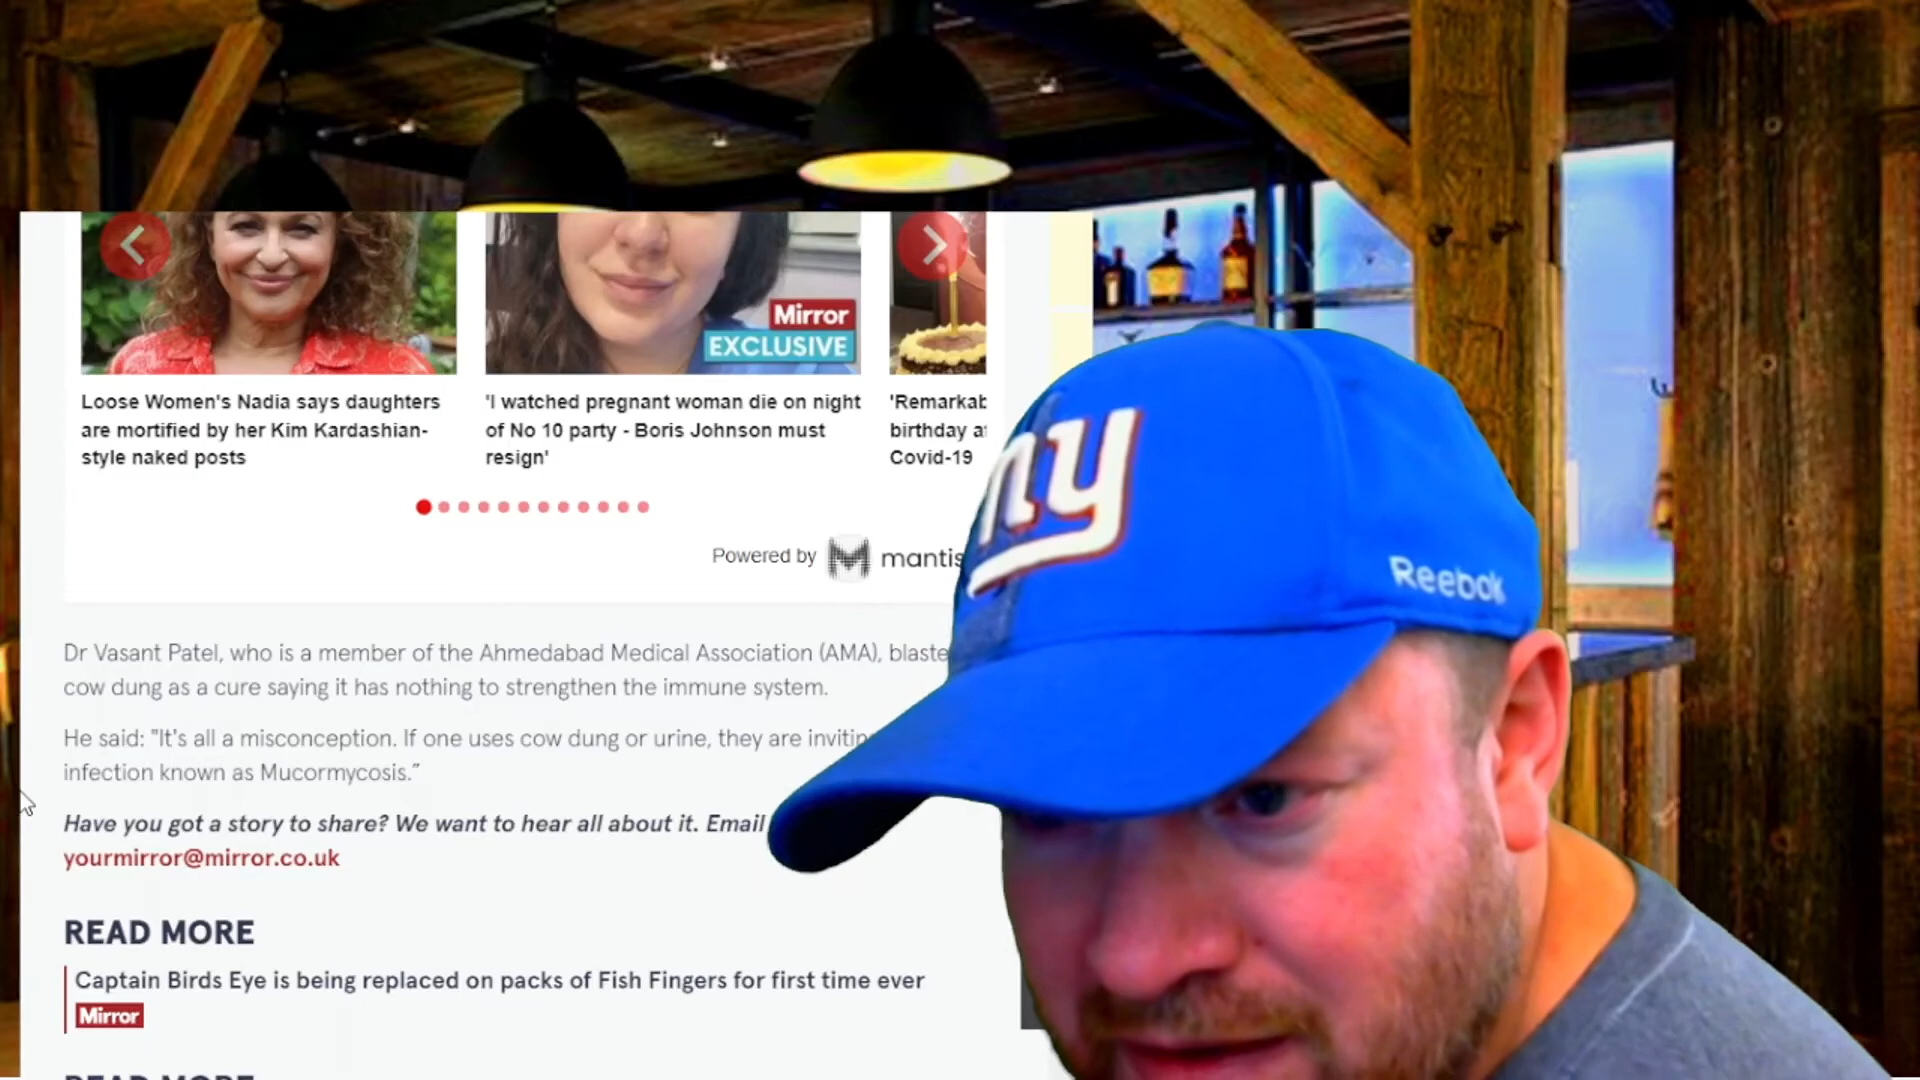 Mirror
EXCLUSIVE
Loose Women's Nadia says daughters
are mortified by her Kim Kardashian-
style naked posts
'I watched pregnant woman die on night
of No 10 party - Boris Johnson must
resign'
birthday
Covid-19
Powered by mantis
ny
Reebok
Dr Vasant Patel, who is a member of the Ahmedabad Medical Association (AMA),
cow dung as a cure saying it has nothing to strengthen the immune system.
He said: "It's all a misconception. If one uses cow dung or urine, they are
infection known as Mucormycosis.”
Have you got a story to share? We want to hear all about it. Email
yourmirror@mirror.co.uk
READ MORE
Captain Birds Eye is being replaced on packs of Fish Fingers for first time ever
Mirror
READ MORE